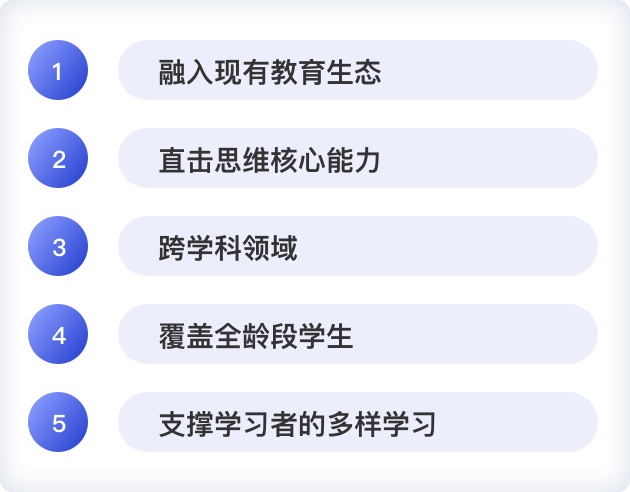 1 融入现有教育生态
2 直击思维核心能力
3 跨学科领域
4 覆盖全龄段学生
5 支撑学习者的多样学习